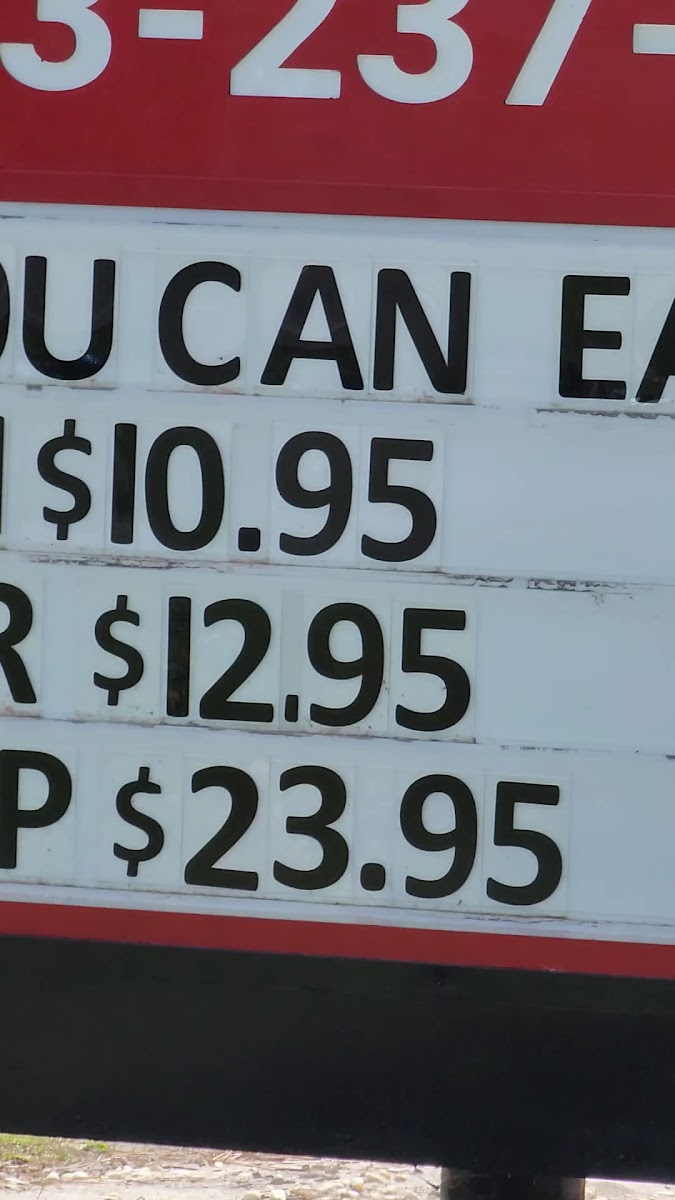 3-237-
OU CAN EA
$10.95
R $12.95
P $23.95